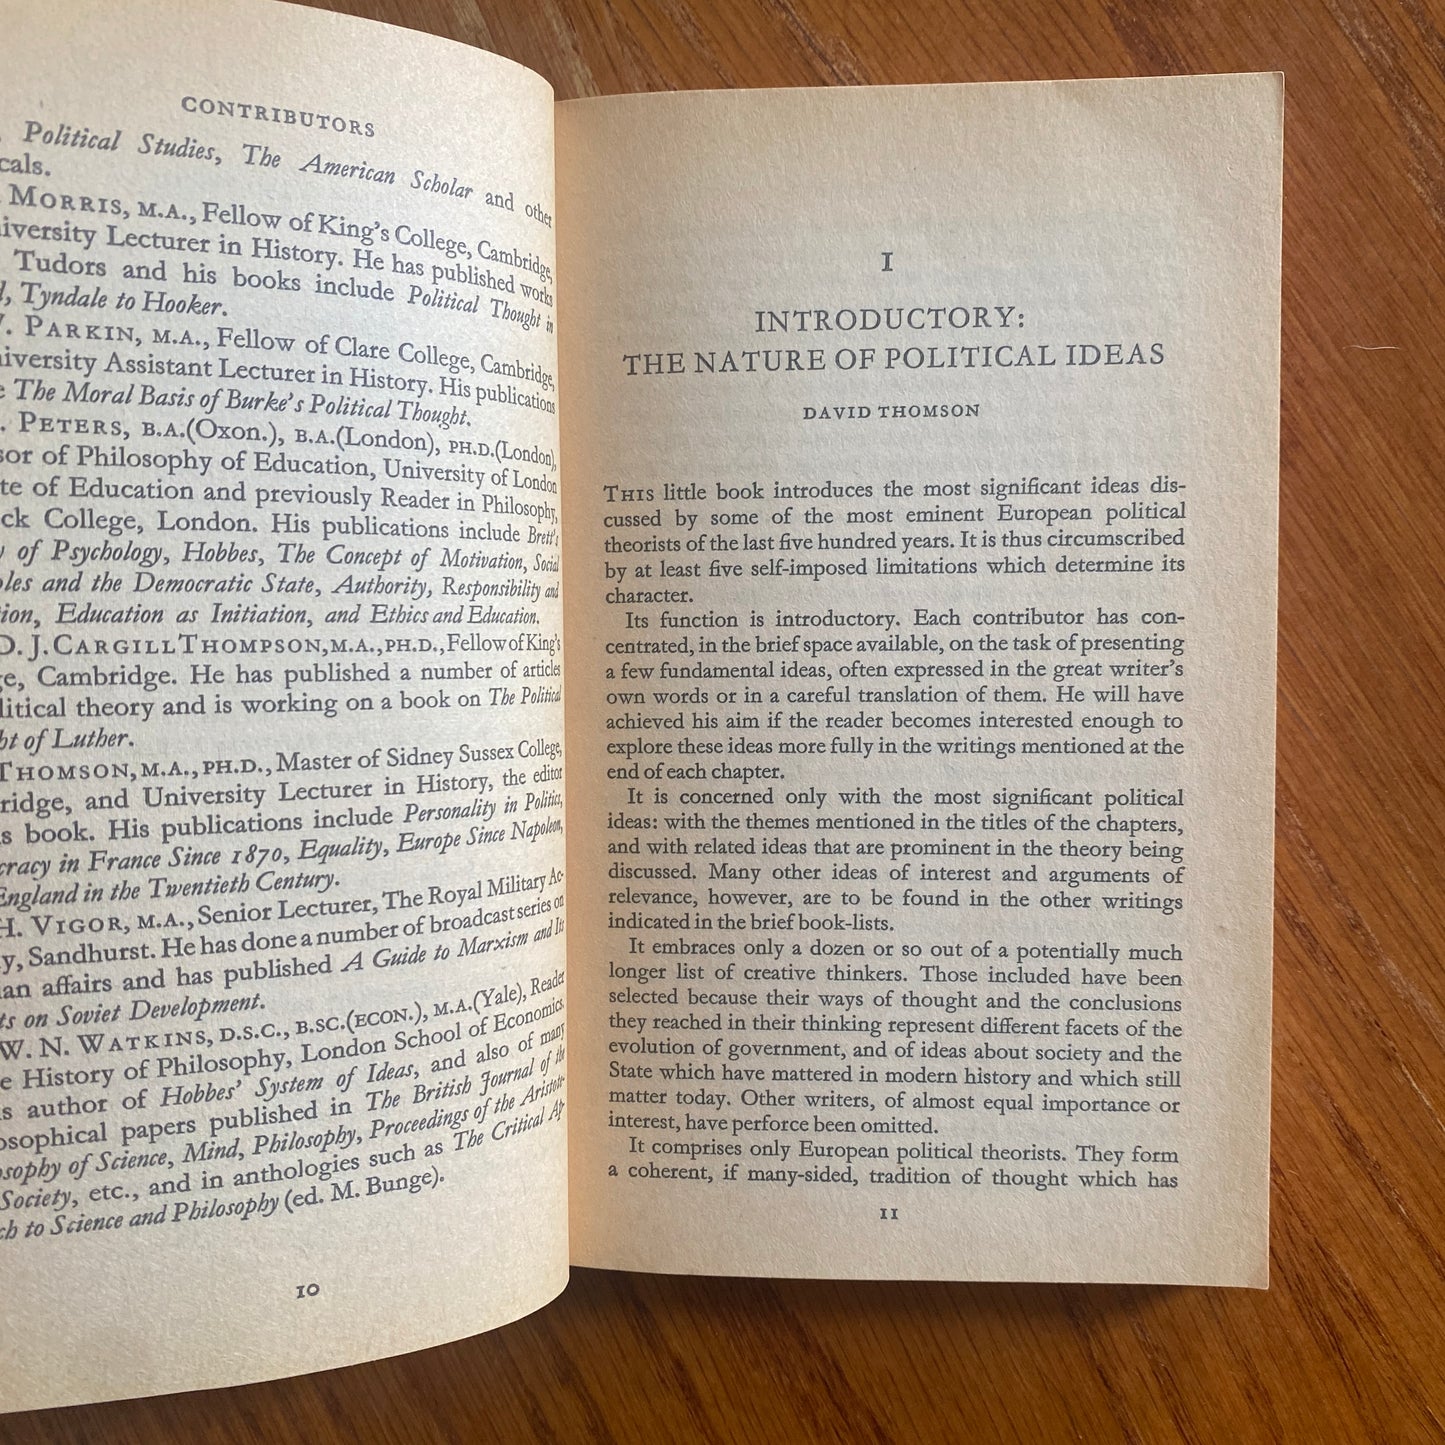 CONTRIBUTORS
Political Studies, The American Scholar and other
cals.
MORRIS, M.A., Fellow of King's College, Cambridge,
iversity Lecturer in History. He has published works
Tudors and his books include Political Thought in
Tyndale to Hooker.
PARKIN, M.A., Fellow of Clare College, Cambridge,
iversity Assistant Lecturer in History. His publications
The Moral Basis of Burke's Political Thought.
PETERS, B.A.(Oxon.), B.A.(London), PH.D.(London),
sor of Philosophy of Education, University of London
te of Education and previously Reader in Philosophy,
ck College, London. His publications include Brett's
of Psychology, Hobbes, The Concept of Motivation, Social
les and the Democratic State, Authority, Responsibility and
tion, Education as Initiation, and Ethics and Education.
D. J. CARGILL THOMPSON, M.A., PH.D., Fellow of King's
ge, Cambridge. He has published a number of articles
litical theory and is working on a book on The Political
ht of Luther.
THOMSON, M.A., PH.D., Master of Sidney Sussex College,
ridge, and University Lecturer in History, the editor
s book. His publications include Personality in Politics,
cracy in France Since 1870, Equality, Europe Since Napoleon,
England in the Twentieth Century.
H. VIGOR, M.A., Senior Lecturer, The Royal Military Ac-
y, Sandhurst. He has done a number of broadcast series on
an affairs and has published A Guide to Marxism and Its
ts on Soviet Development.
W. N. WATKINS, D.S.C., B.SC.(ECON.), M.A.(Yale), Reader
e History of Philosophy, London School of Economics.
s author of Hobbes' System of Ideas, and also of many
osophical papers published in The British Journal of the
osophy of Science, Mind, Philosophy, Proceedings of the Aristote-
Society, etc., and in anthologies such as The Critical Ap-
ch to Science and Philosophy (ed. M. Bunge).
10
I
INTRODUCTORY:
THE NATURE OF POLITICAL IDEAS
DAVID THOMSON
THIS little book introduces the most significant ideas dis-
cussed by some of the most eminent European political
theorists of the last five hundred years. It is thus circumscribed
by at least five self-imposed limitations which determine its
character.
Its function is introductory. Each contributor has con-
centrated, in the brief space available, on the task of presenting
a few fundamental ideas, often expressed in the great writer's
own words or in a careful translation of them. He will have
achieved his aim if the reader becomes interested enough to
explore these ideas more fully in the writings mentioned at the
end of each chapter.
It is concerned only with the most significant political
ideas: with the themes mentioned in the titles of the chapters,
and with related ideas that are prominent in the theory being
discussed. Many other ideas of interest and arguments of
relevance, however, are to be found in the other writings
indicated in the brief book-lists.
It embraces only a dozen or so out of a potentially much
longer list of creative thinkers. Those included have been
selected because their ways of thought and the conclusions
they reached in their thinking represent different facets of the
evolution of government, and of ideas about society and the
State which have mattered in modern history and which still
matter today. Other writers, of almost equal importance or
interest, have perforce been omitted.
It comprises only European political theorists. They form
a coherent, if many-sided, tradition of thought which has
11